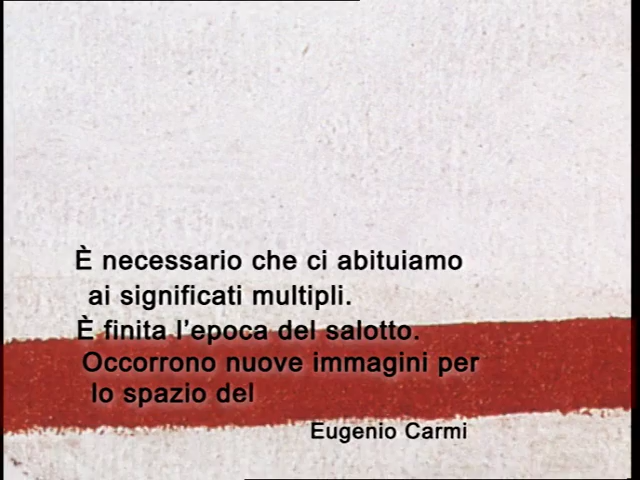 È necessario che ci abituiamo
ai significati multipli.
È finita l'epoca del salotto.
Occorrono nuove immagini per
lo spazio del
Eugenio Carmi